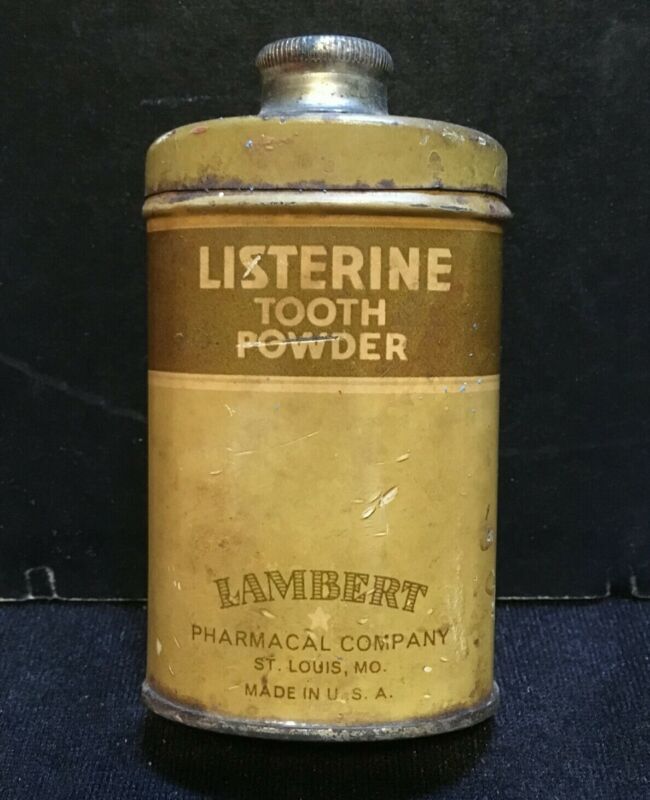 LISTERINE
TOOTH
POWDER
LAMBERT
PHARMACAL COMPANY
ST. LOUIS, MO.
MADE IN U. S. A.